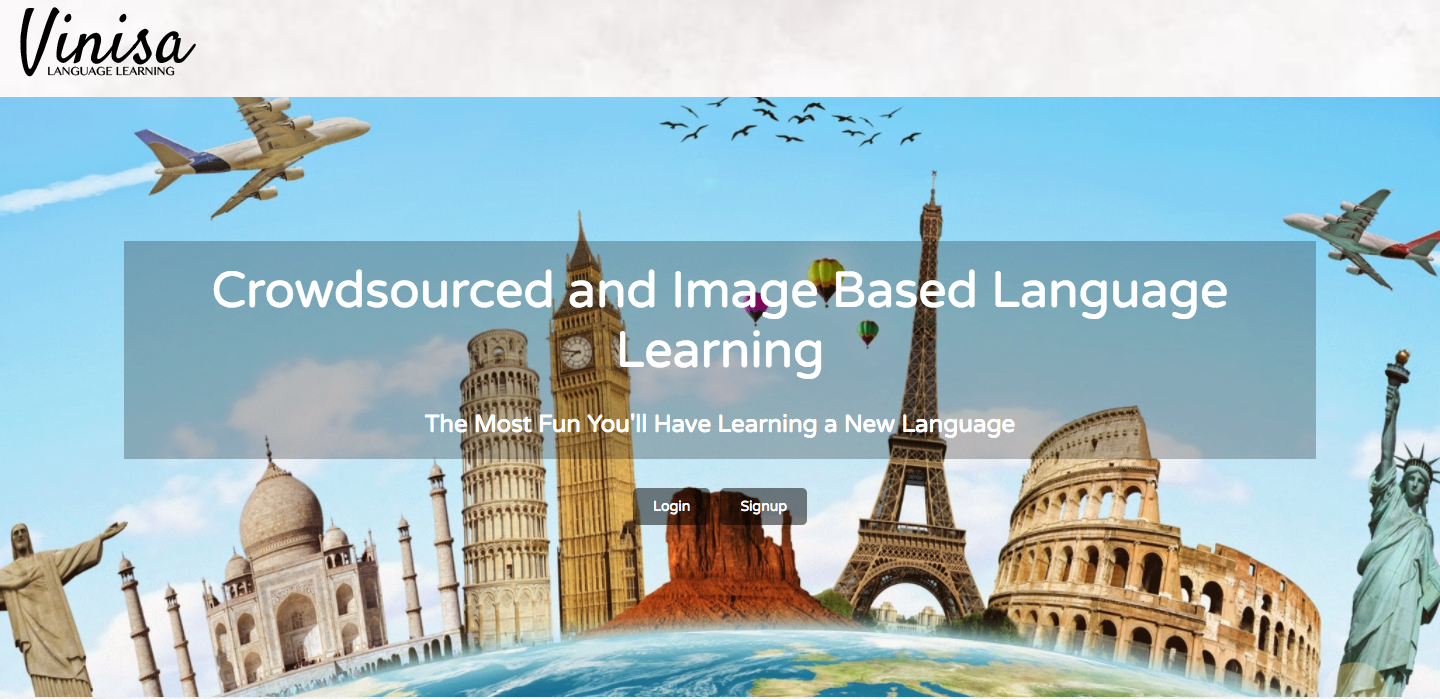 Vinisa
LANGUAGE LEARNING
Crowdsourced and Image Based Language
Learning
The Most Fun You'll Have Learning a New Language
Login
Signup